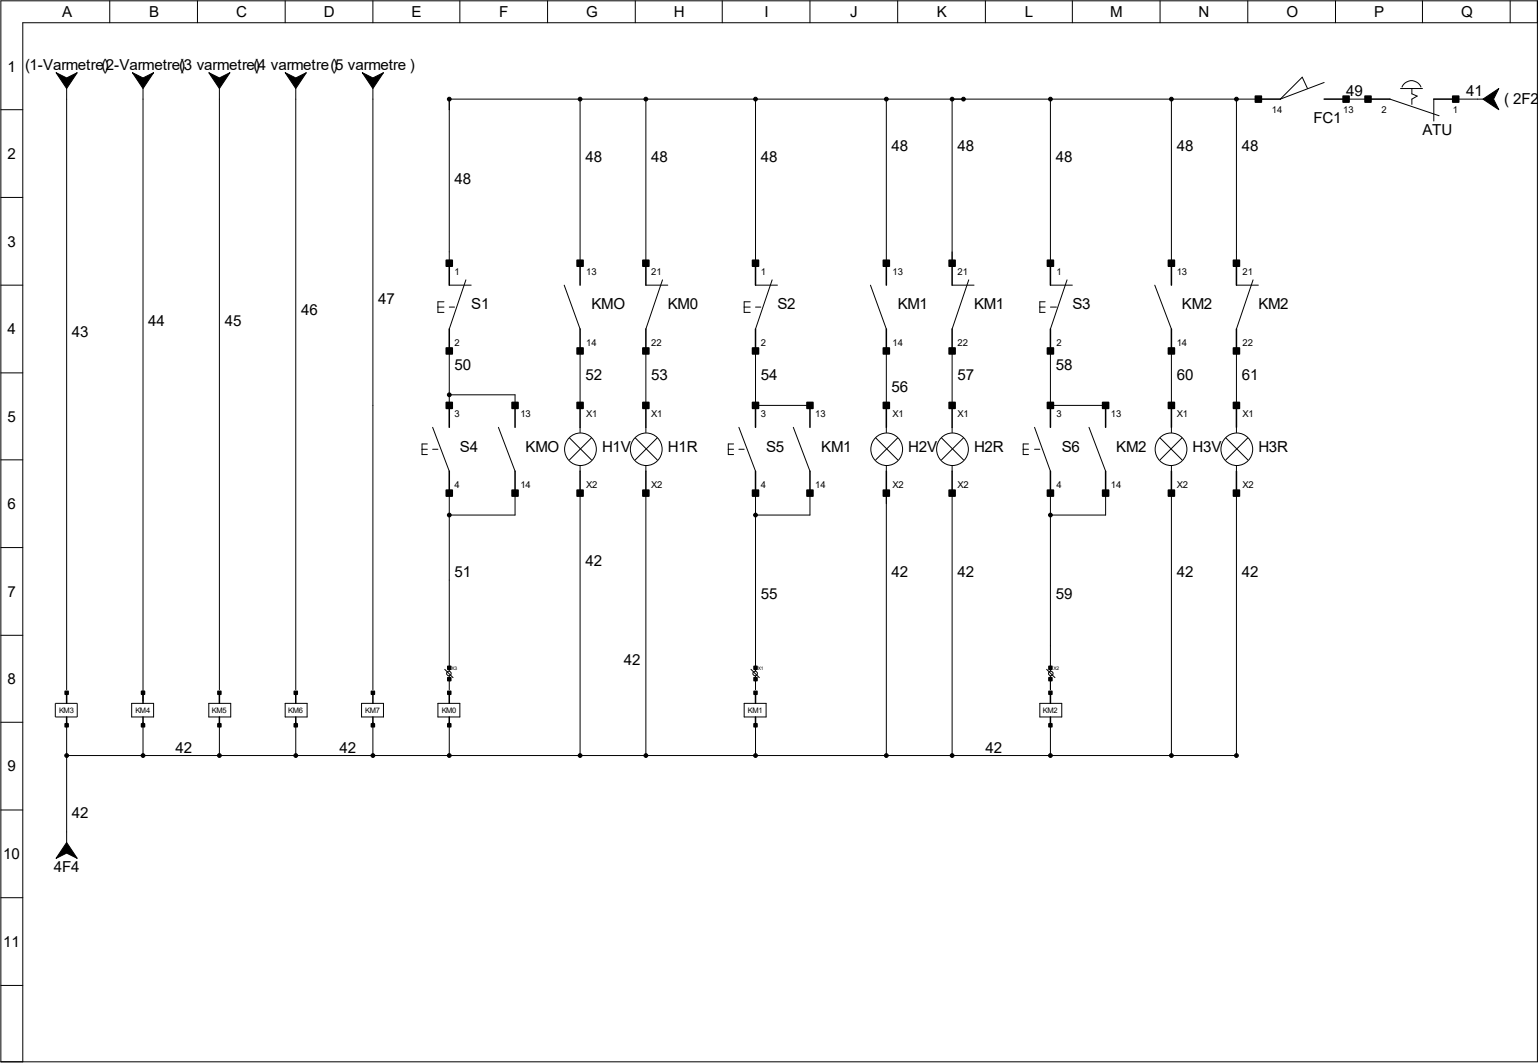 A B C D E F G H I J K L M N O P Q
1 (1-Varmetre) (2-Varmetre) (3 varmetre) (4 varmetre ) (5 varmetre )
49 41 ( 2F2
14 FC1 13 2 ATU 1
2 48 48 48 48 48 48 48 48 48
3
1 13 21 1 13 21 1 13 21
E S1 KMO KM0 E S2 KM1 KM1 E S3 KM2 KM2
4 43 44 45 46 47
2 14 22 2 14 22 2 14 22
50 52 53 54 56 57 58 60 61
5 3 13 X1 X1 3 13 X1 X1 3 13 X1 X1
E S4 KMO H1V H1R E S5 KM1 H2V H2R E S6 KM2 H3V H3R
4 14 X2 X2 4 14 X2 X2 4 14 X2 X2
6
7 51 42 55 42 42 59 42 42
42
8
KM3 KM4 KM5 KM6 KM7 KM0 KM1 KM2
42 42 42
9
42
10
4F4
11